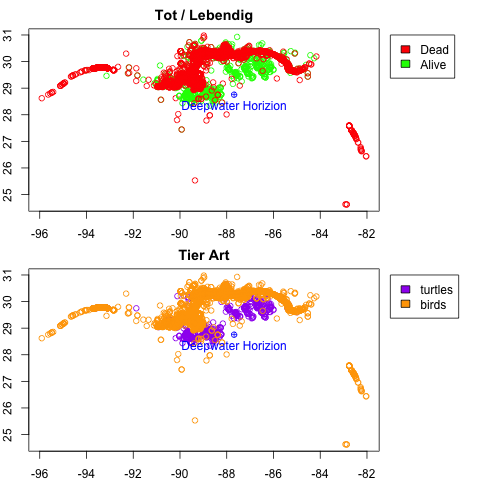 Tot / Lebendig
31
30
29
28
27
26
25
Deepwater Horizion
-96 -94 -92 -90 -88 -86 -84 -82
Dead
Alive
Tier Art
31
30
29
28
27
26
25
Deepwater Horizion
-96 -94 -92 -90 -88 -86 -84 -82
turtles
birds